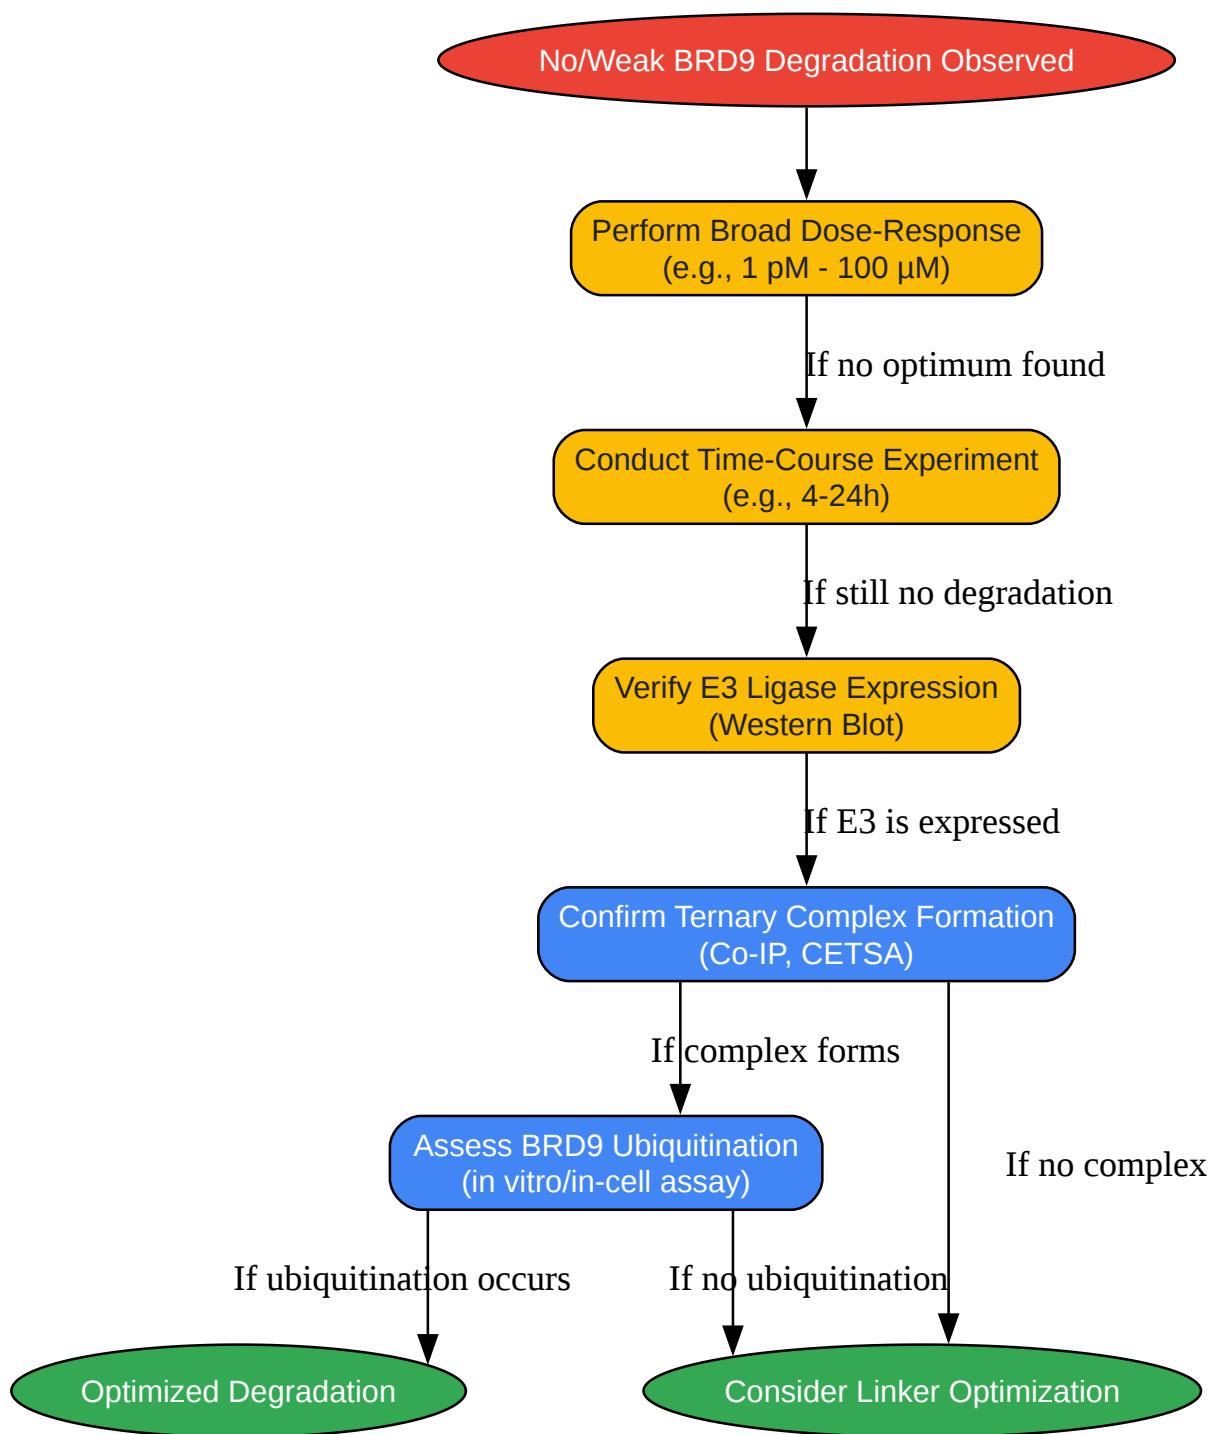 No/Weak BRD9 Degradation Observed
Perform Broad Dose-Response
(e.g., 1 pM - 100 µM)
If no optimum found
Conduct Time-Course Experiment
(e.g., 4-24h)
If still no degradation
Verify E3 Ligase Expression
(Western Blot)
If E3 is expressed
Confirm Ternary Complex Formation
(Co-IP, CETSA)
If complex forms
Assess BRD9 Ubiquitination
(in vitro/in-cell assay)
If no complex
If ubiquitination occurs
If no ubiquitination
Optimized Degradation
Consider Linker Optimization